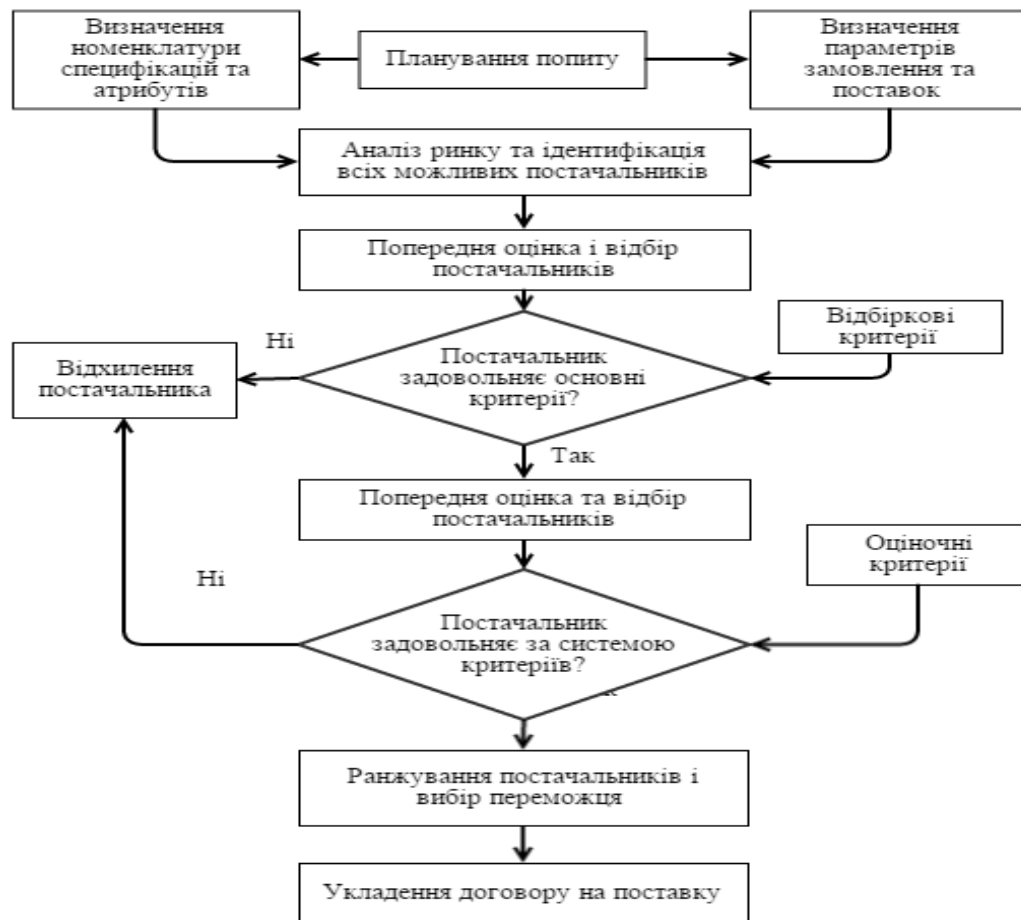 Визначення
номенклатури
специфікацій та
атрибутів
Планування попиту
Визначення
параметрів
замовлення та
поставок
Аналіз ринку та ідентифікація
всіх можливих постачальників
Попередня оцінка і відбір
постачальників
Відбіркові
критерії
Ні
Відхилення
постачальника
Постачальник
задовольняє основні
критерії?
Так
Попередня оцінка та відбір
постачальників
Оціночні
критерії
Ні
Постачальник
задовольняє за системою
критеріїв?
Ранжування постачальників і
вибір переможця
Укладення договору на поставку